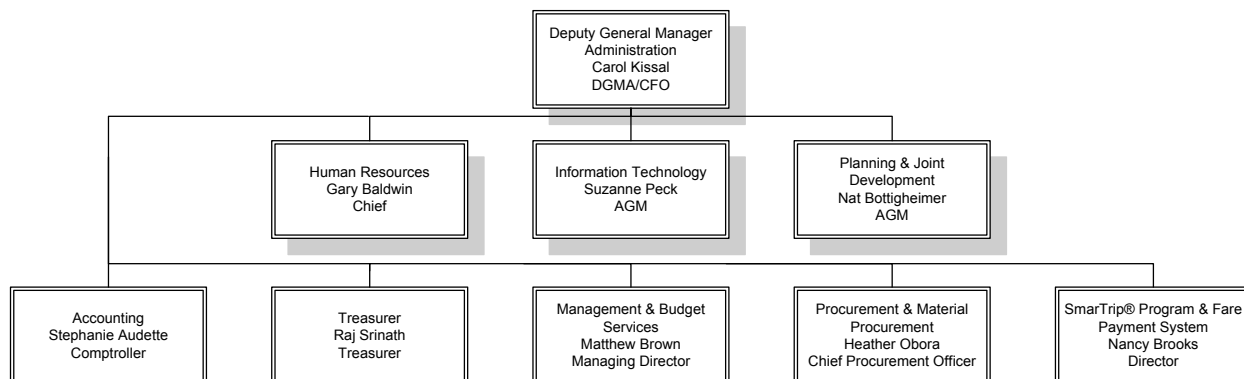 Deputy General Manager
Administration
Carol Kissal
DGMA/CFO
Human Resources
Gary Baldwin
Chief
Information Technology
Suzanne Peck
AGM
Planning & Joint
Development
Nat Bottigheimer
AGM
Accounting
Stephanie Audette
Comptroller
Treasurer
Raj Srinath
Treasurer
Management & Budget
Services
Matthew Brown
Managing Director
Procurement & Material
Procurement
Heather Obora
Chief Procurement Officer
SmarTrip® Program & Fare
Payment System
Nancy Brooks
Director